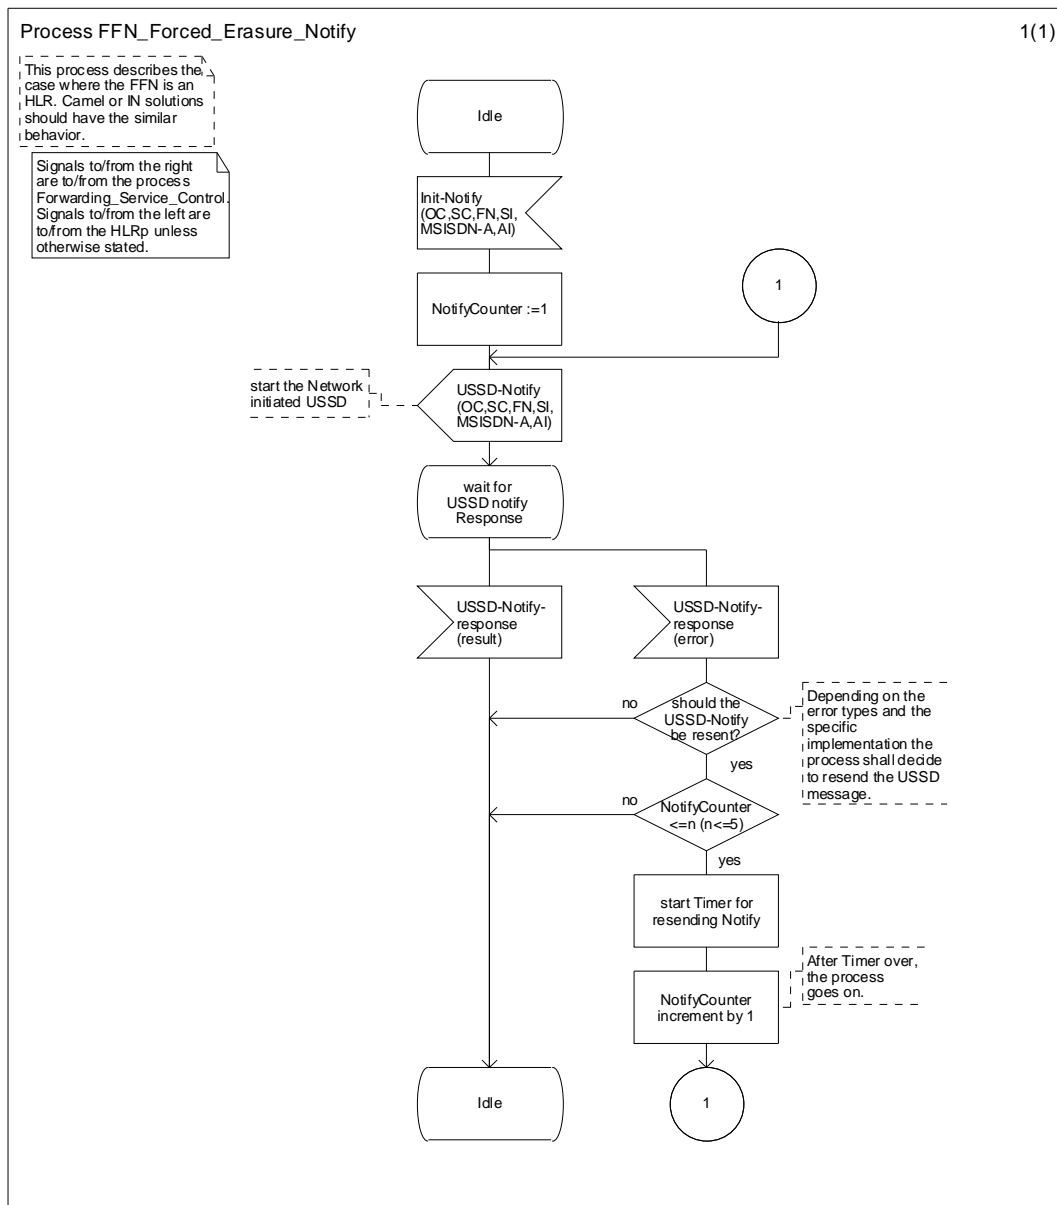 Process FFN_Forced_Erasure_Notify
1(1)
This process describes the
case where the FFN is an
HLR. Camel or IN solutions
should have the similar
behavior.
Signals to/from the right
are to/from the process
Forwarding_Service_Control.
Signals to/from the left are
to/from the HLRp unless
otherwise stated.
Idle
Init-Notify
(OC,SC,FN,SI,
MSISDN-A,AI)
NotifyCounter :=1
1
start the Network
initiated USSD
USSD-Notify
(OC,SC,FN,SI,
MSISDN-A,AI)
wait for
USSD notify
Response
USSD-Notify-
response
(result)
USSD-Notify-
response
(error)
no
should the
USSD-Notify
be resent?
yes
Depending on the
error types and the
specific
implementation the
process shall decide
to resend the USSD
message.
no
NotifyCounter
<=n (n<=5)
yes
start Timer for
resending Notify
NotifyCounter
increment by 1
After Timer over,
the process
goes on.
Idle
1